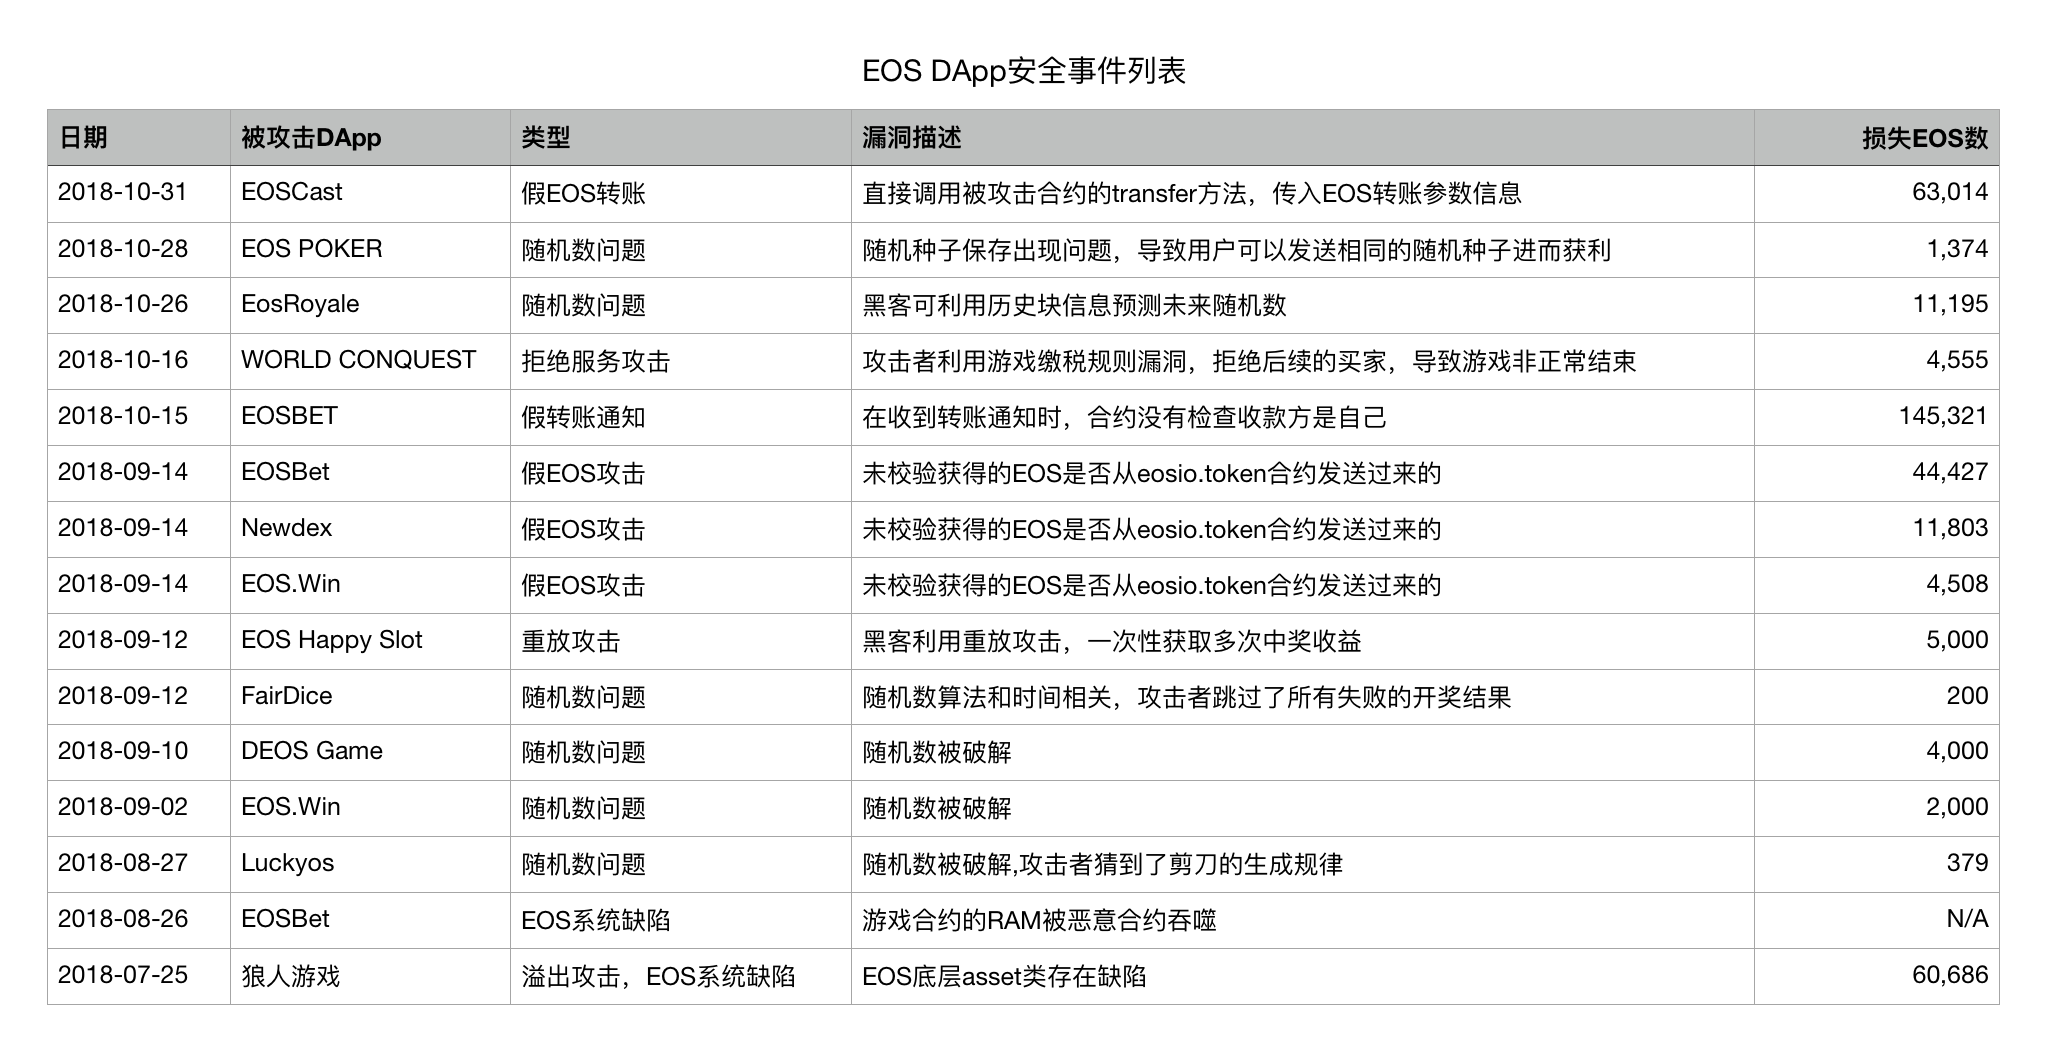 EOS DApp安全事件列表
日期 被攻击DApp 类型 漏洞描述 损失EOS数
2018-10-31 EOSCast 假EOS转账 直接调用被攻击合约的transfer方法，传入EOS转账参数信息 63,014
2018-10-28 EOS POKER 随机数问题 随机种子保存出现问题，导致用户可以发送相同的随机种子进而获利 1,374
2018-10-26 EosRoyale 随机数问题 黑客可利用历史块信息预测未来随机数 11,195
2018-10-16 WORLD CONQUEST 拒绝服务攻击 攻击者利用游戏缴税规则漏洞，拒绝后续的买家，导致游戏非正常结束 4,555
2018-10-15 EOSBET 假转账通知 在收到转账通知时，合约没有检查收款方是自己 145,321
2018-09-14 EOSBet 假EOS攻击 未校验获得的EOS是否从eosio.token合约发送过来的 44,427
2018-09-14 Newdex 假EOS攻击 未校验获得的EOS是否从eosio.token合约发送过来的 11,803
2018-09-14 EOS.Win 假EOS攻击 未校验获得的EOS是否从eosio.token合约发送过来的 4,508
2018-09-12 EOS Happy Slot 重放攻击 黑客利用重放攻击，一次性获取多次中奖收益 5,000
2018-09-12 FairDice 随机数问题 随机数算法和时间相关，攻击者跳过了所有失败的开奖结果 200
2018-09-10 DEOS Game 随机数问题 随机数被破解 4,000
2018-09-02 EOS.Win 随机数问题 随机数被破解 2,000
2018-08-27 Luckyos 随机数问题 随机数被破解,攻击者猜到了剪刀的生成规律 379
2018-08-26 EOSBet EOS系统缺陷 游戏合约的RAM被恶意合约吞噬 N/A
2018-07-25 狼人游戏 溢出攻击，EOS系统缺陷 EOS底层asset类存在缺陷 60,686